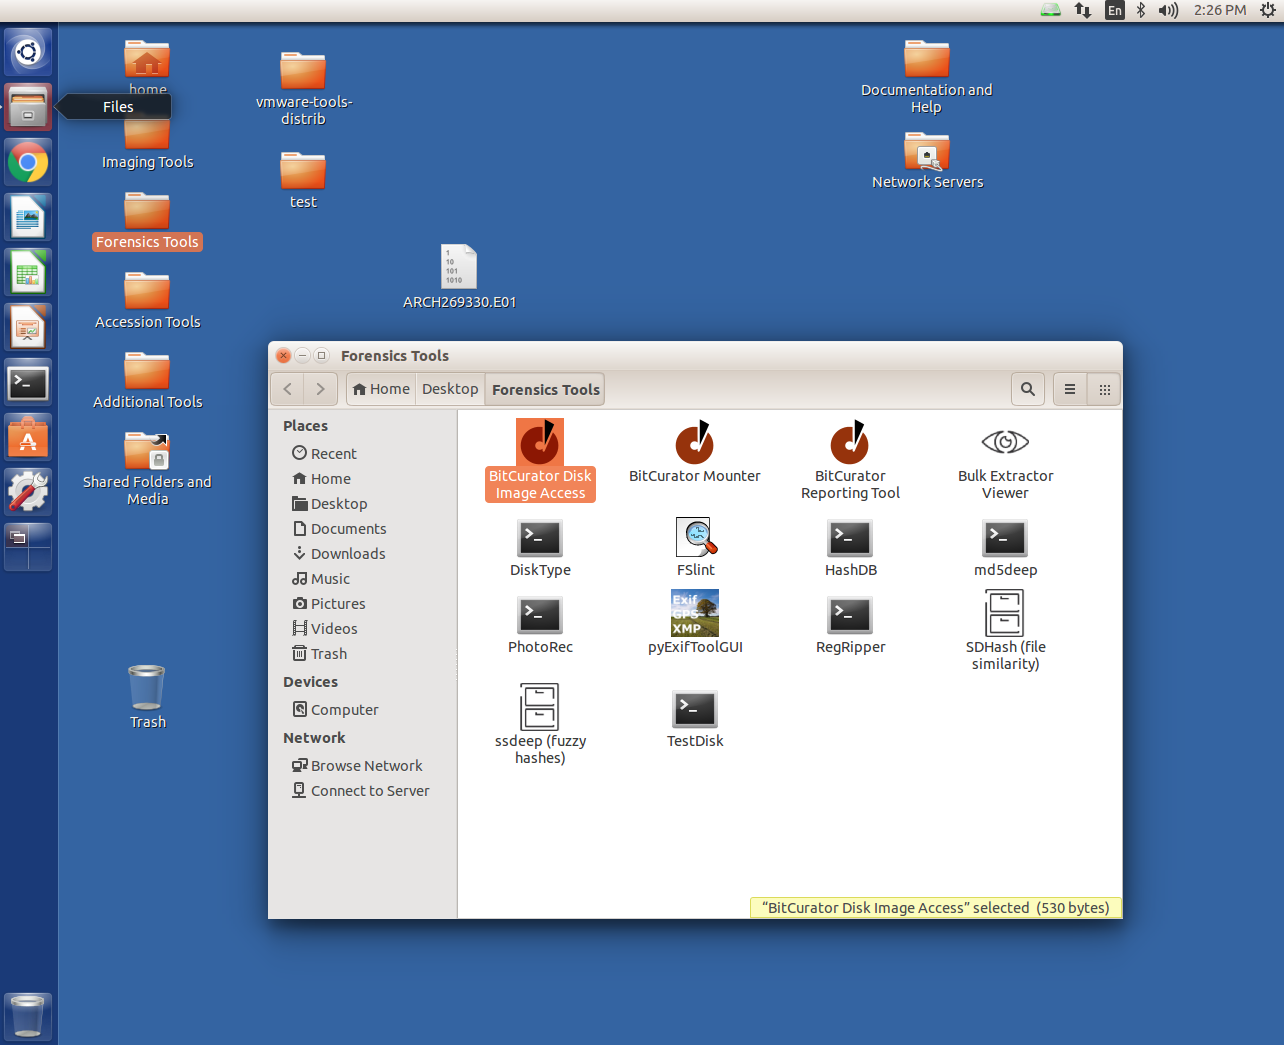 En
2:26 PM
home
Files
Imaging Tools
Forensics Tools
Accession Tools
Additional Tools
Shared Folders and
Media
Trash
vmware-tools-
distrib
test
1
10
101
1010
ARCH269330.E01
Documentation and
Help
Network Servers
Forensics Tools
Home
Desktop
Forensics Tools
Places
Recent
Home
Desktop
Documents
Downloads
Music
Pictures
Videos
Trash
Devices
Computer
Network
Browse Network
Connect to Server
BitCurator Disk
Image Access
BitCurator Mounter
BitCurator
Reporting Tool
Bulk Extractor
Viewer
DiskType
FSlint
HashDB
md5deep
PhotoRec
Exif
GPS
XMP
pyExifToolGUI
RegRipper
SDHash (file
similarity)
ssdeep (fuzzy
hashes)
TestDisk
“BitCurator Disk Image Access” selected (530 bytes)